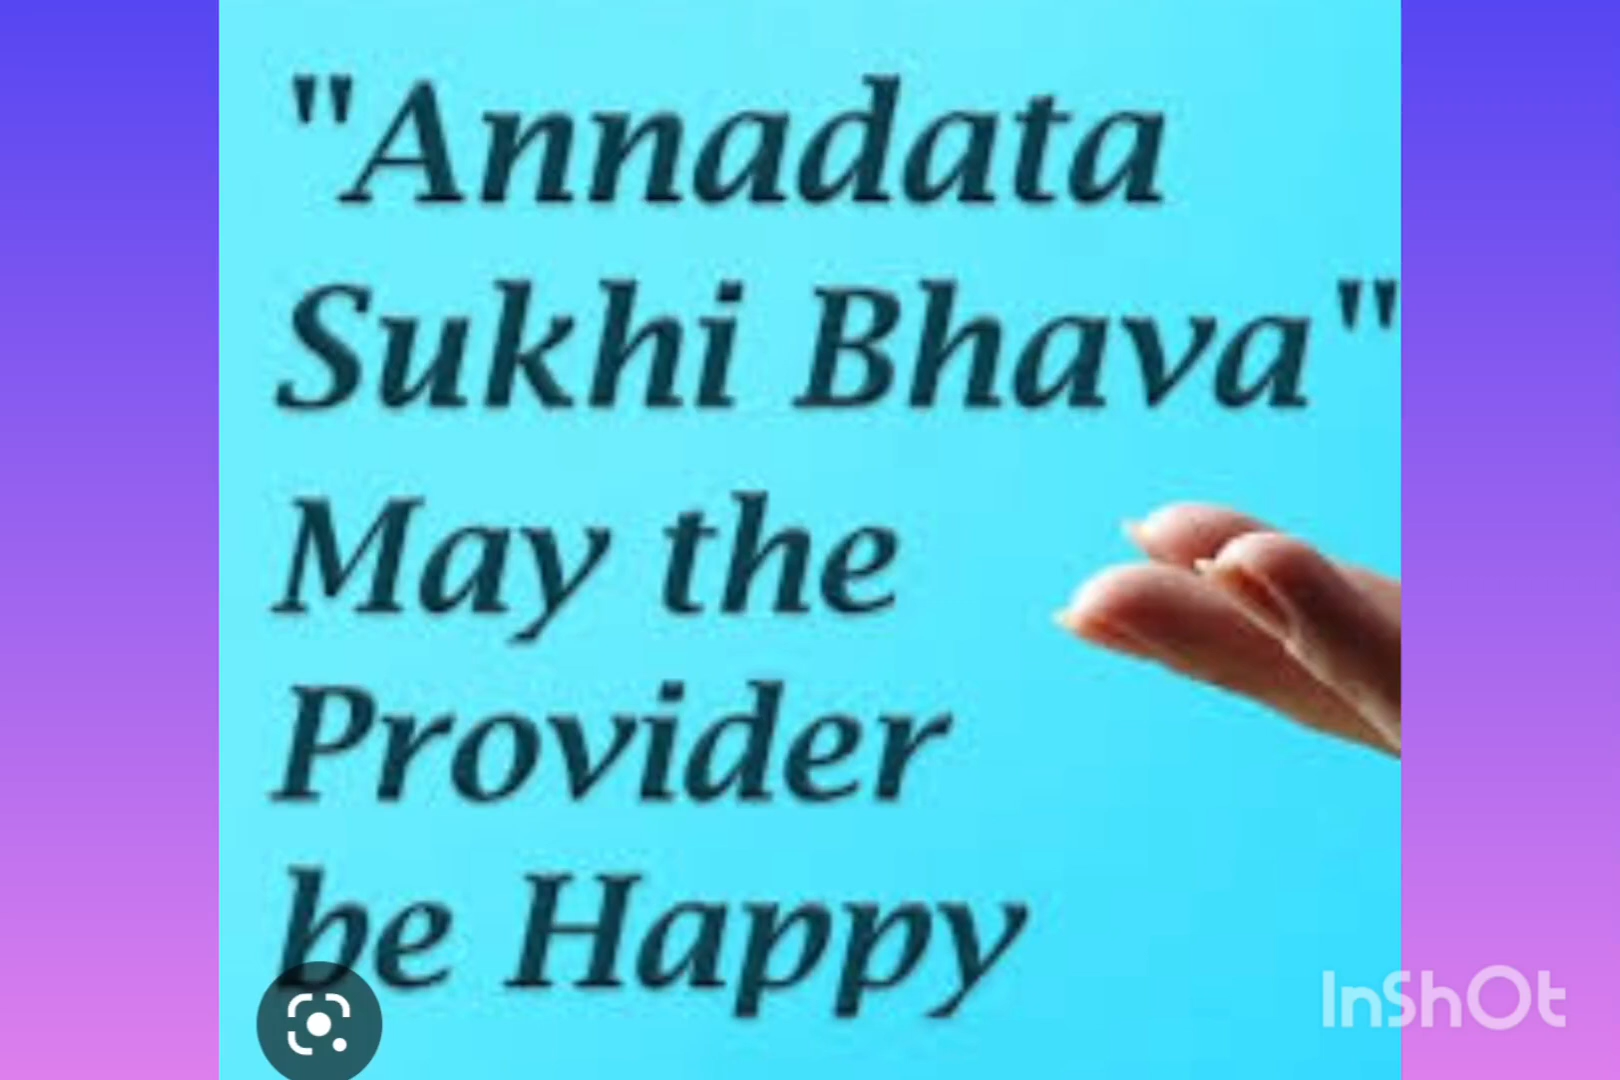 "Annadata
Sukhi Bhava"
May the
Provider
be Happy
InShOt